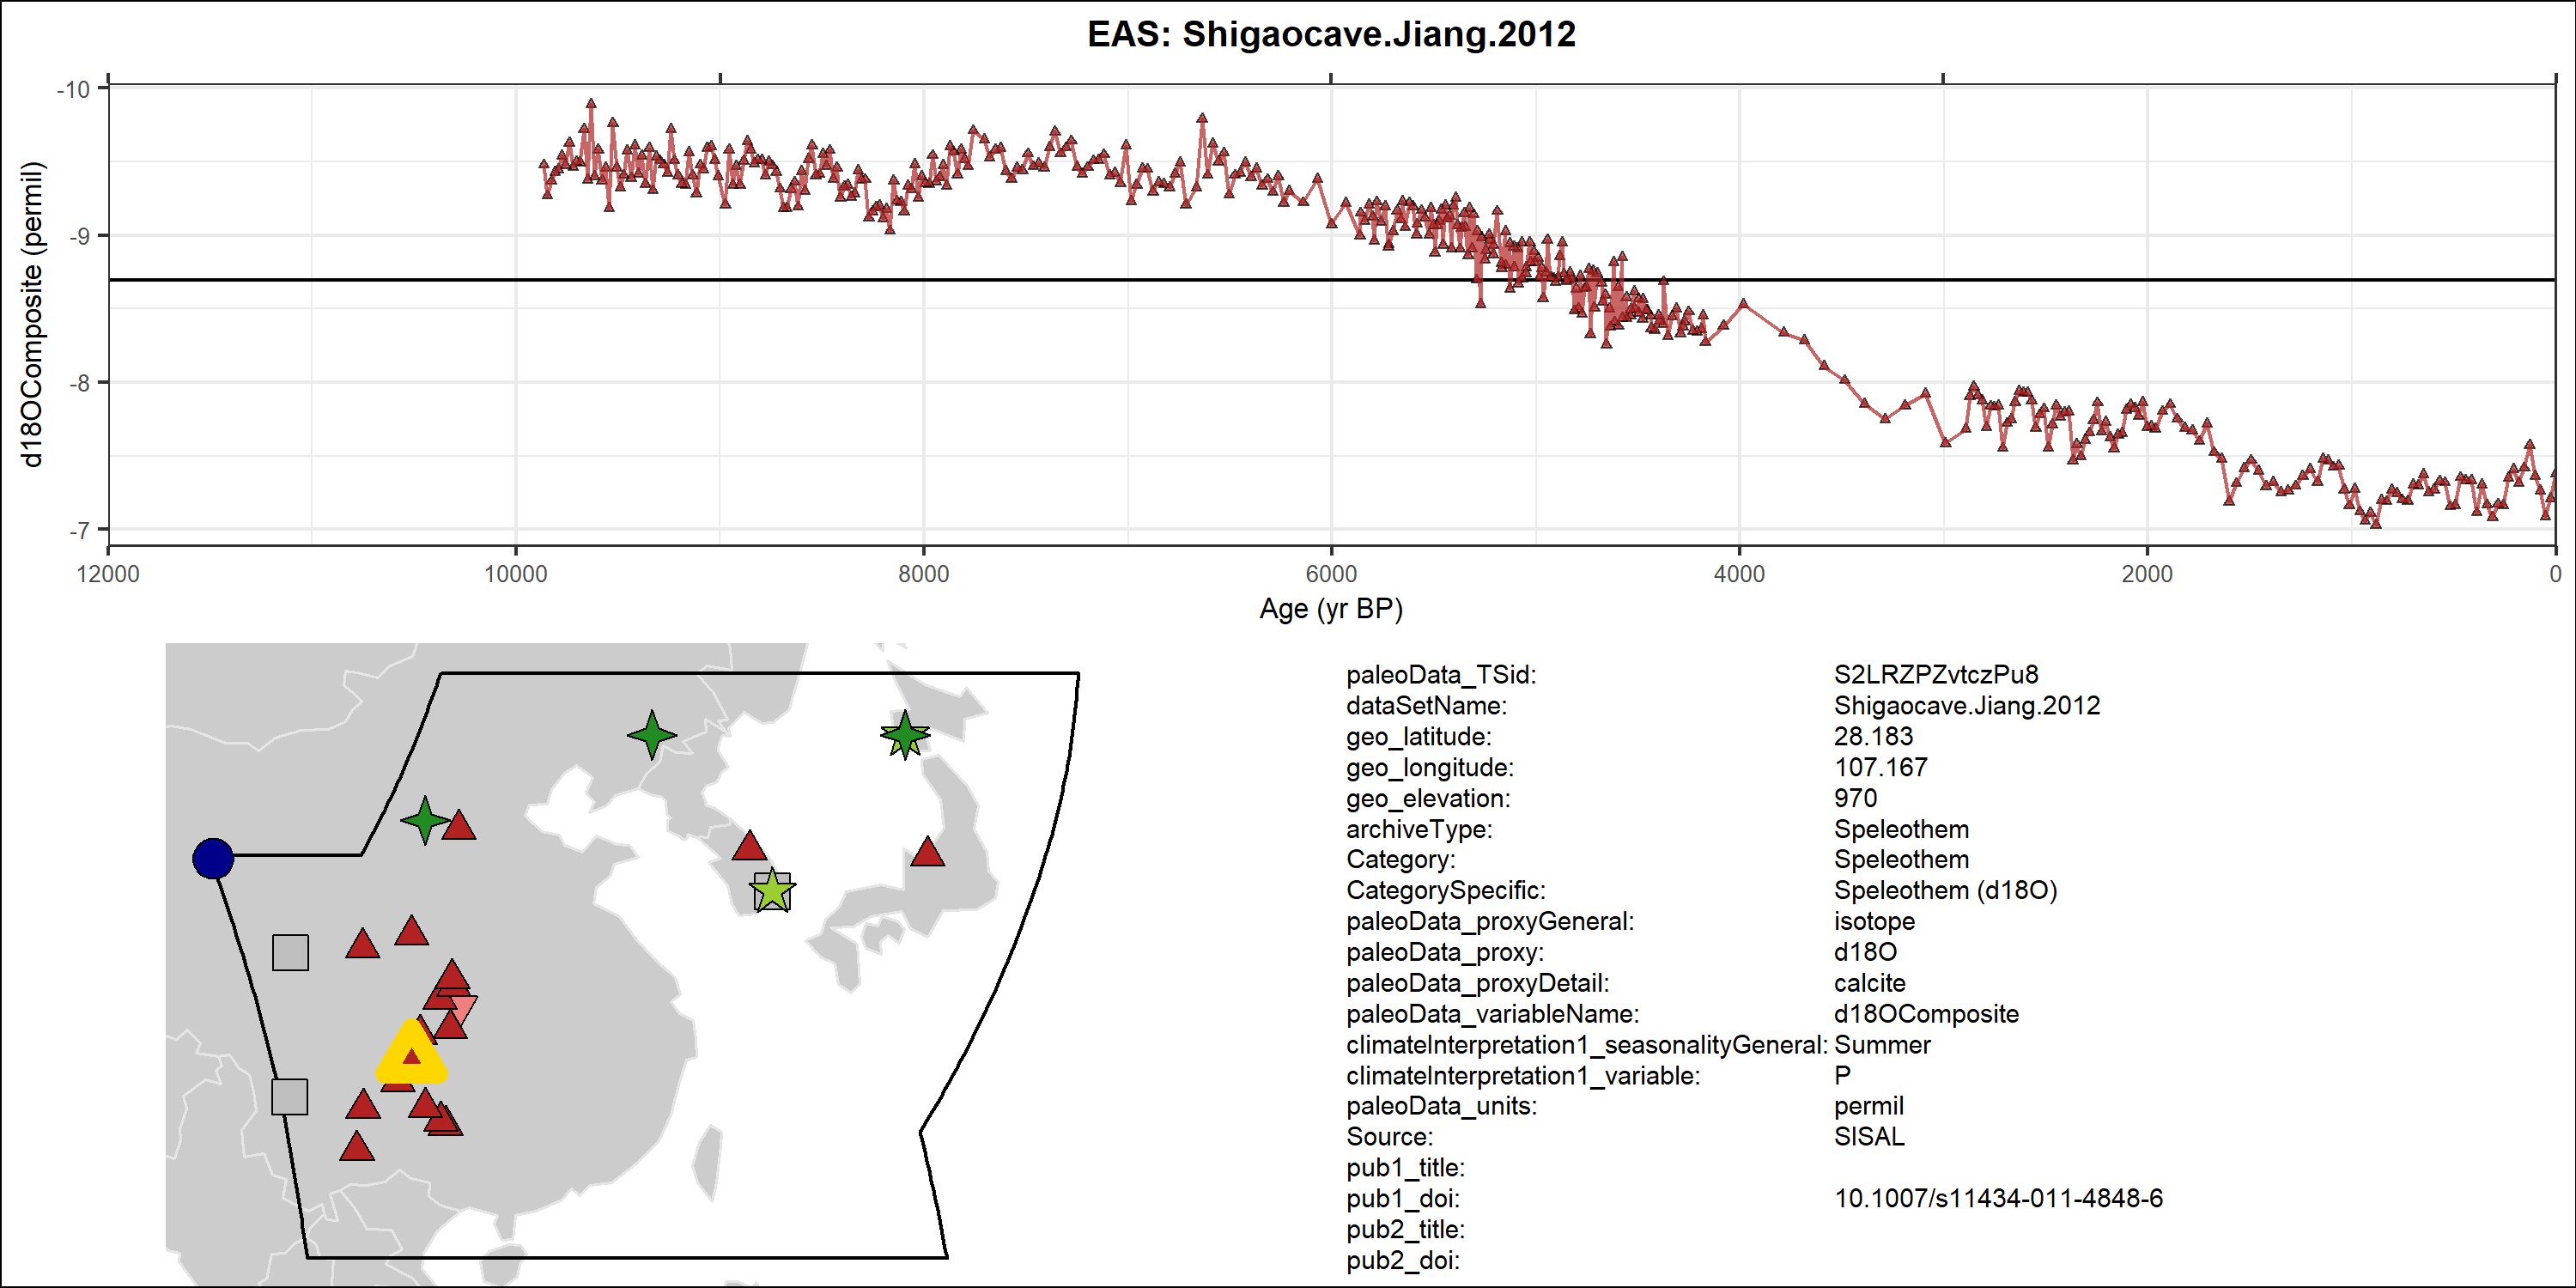 EAS: Shigaocave.Jiang.2012
d18OComposite (permil)
-10
-9
-8
-7
12000 10000 8000 6000 4000 2000 0
Age (yr BP)
paleoData_TSid: S2LRZPZvtczPu8
dataSetName: Shigaocave.Jiang.2012
geo_latitude: 28.183
geo_longitude: 107.167
geo_elevation: 970
archiveType: Speleothem
Category: Speleothem
CategorySpecific: Speleothem (d18O)
paleoData_proxyGeneral: isotope
paleoData_proxy: d18O
paleoData_proxyDetail: calcite
paleoData_variableName: d18OComposite
climateInterpretation1_seasonalityGeneral: Summer
climateInterpretation1_variable: P
paleoData_units: permil
Source: SISAL
pub1_title:
pub1_doi: 10.1007/s11434-011-4848-6
pub2_title:
pub2_doi: